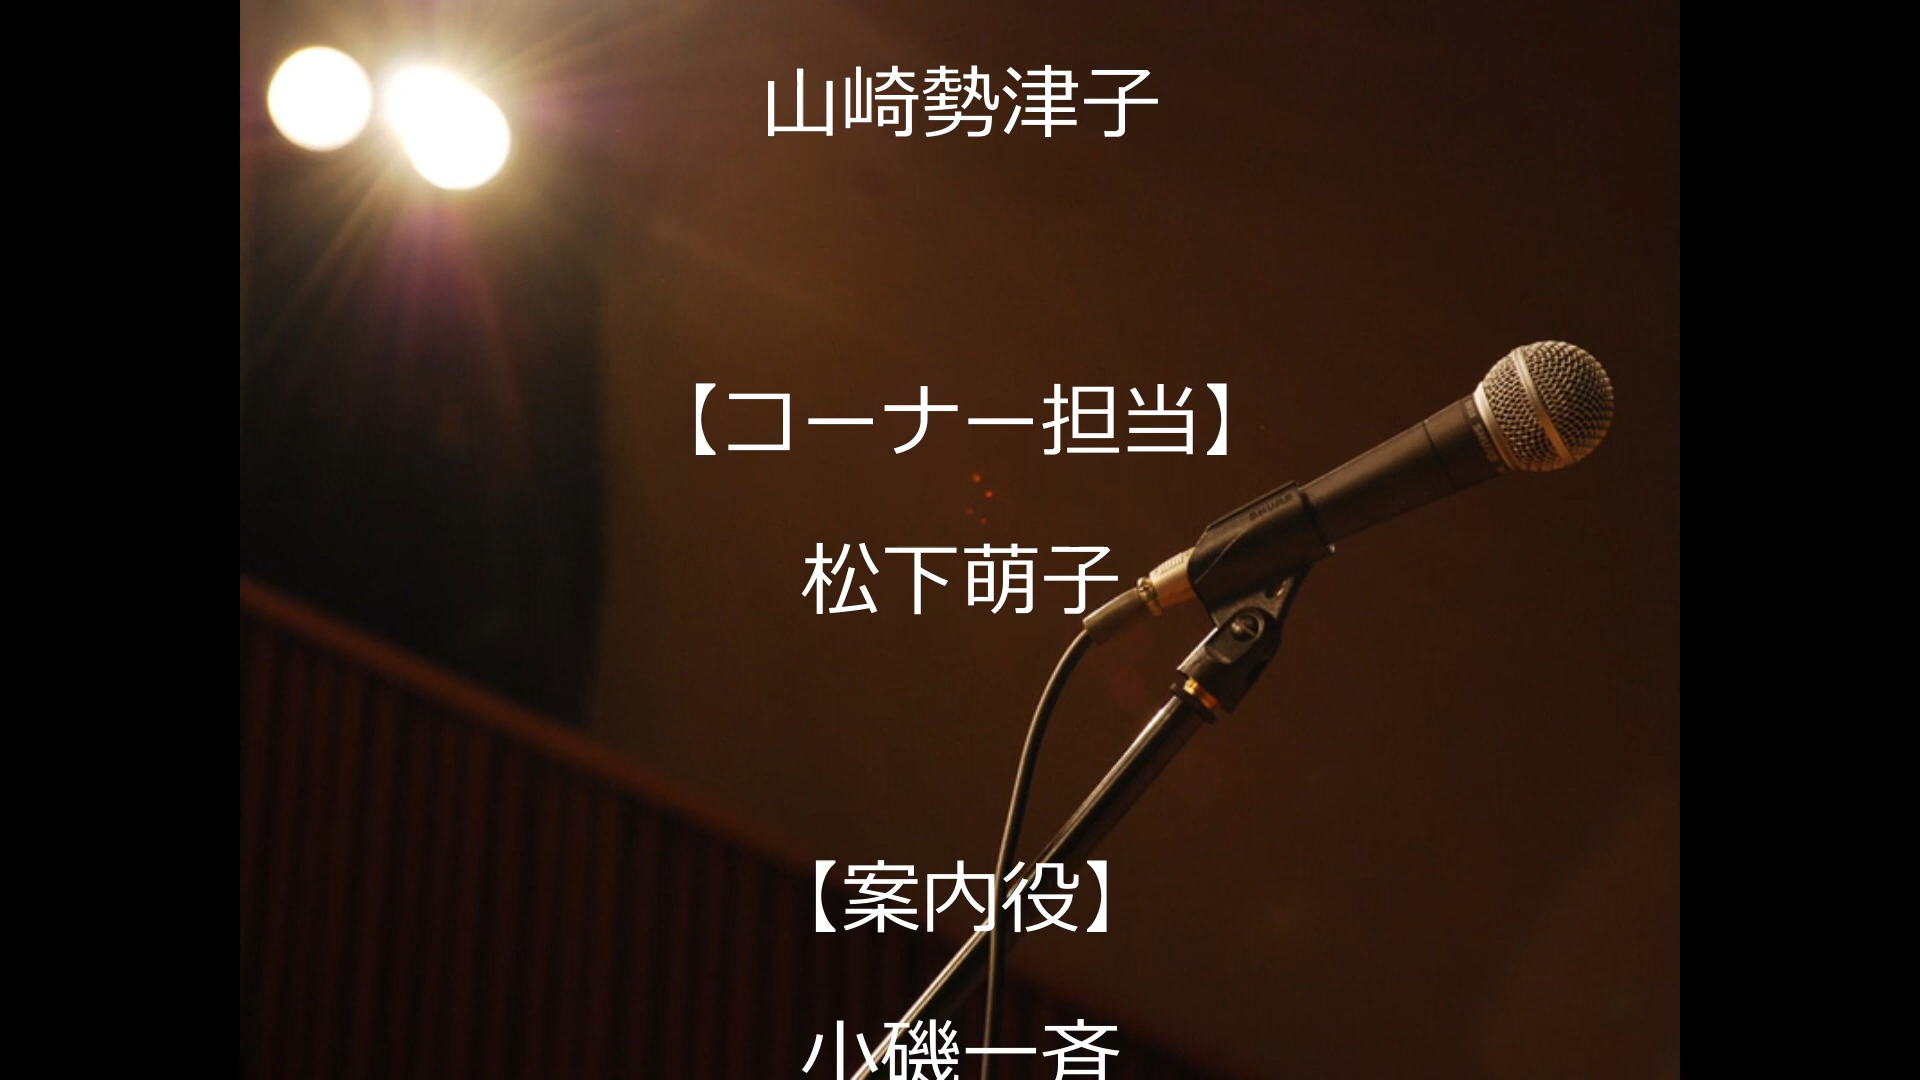 山崎勢津子
【コーナー担当】
松下萌子
【案内役】
小磯一斉